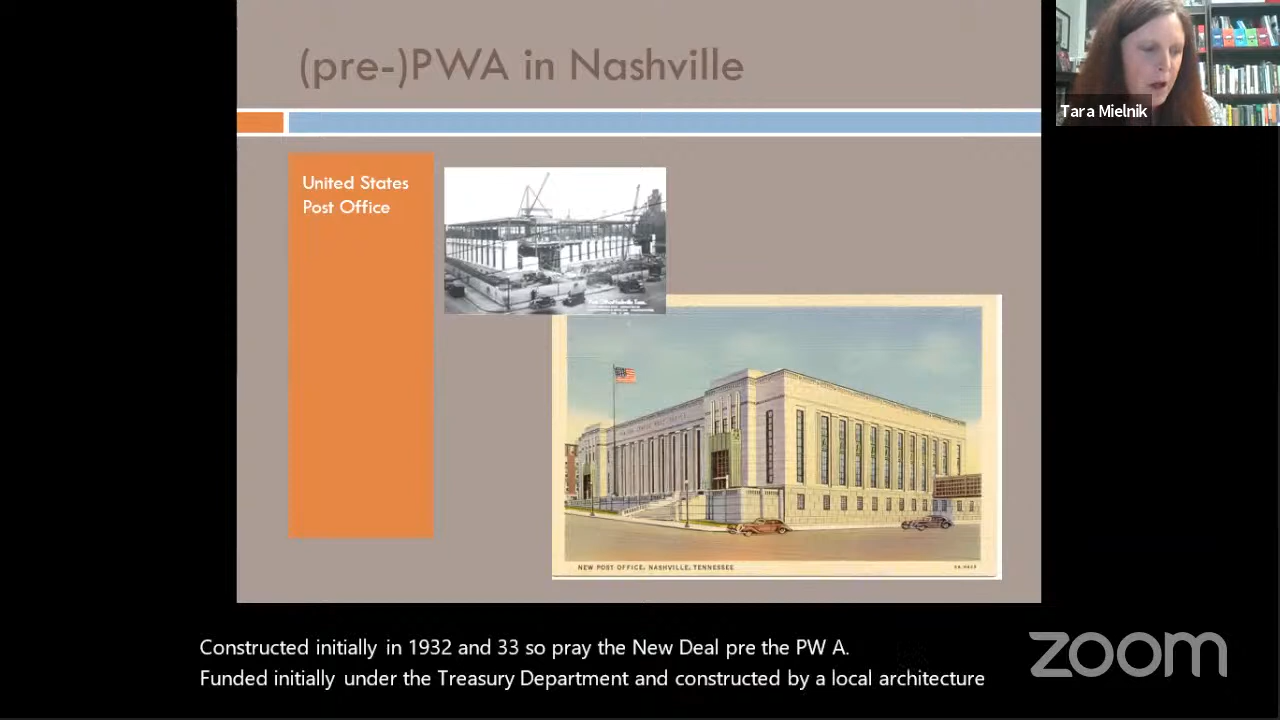 (pre-)PWA in Nashville
Tara Mielnik
United States
Post Office
NEW POST OFFICE, NASHVILLE, TENNESSEE
Constructed initially in 1932 and 33 so pray the New Deal pre the PW A.
Funded initially under the Treasury Department and constructed by a local architecture
zoom